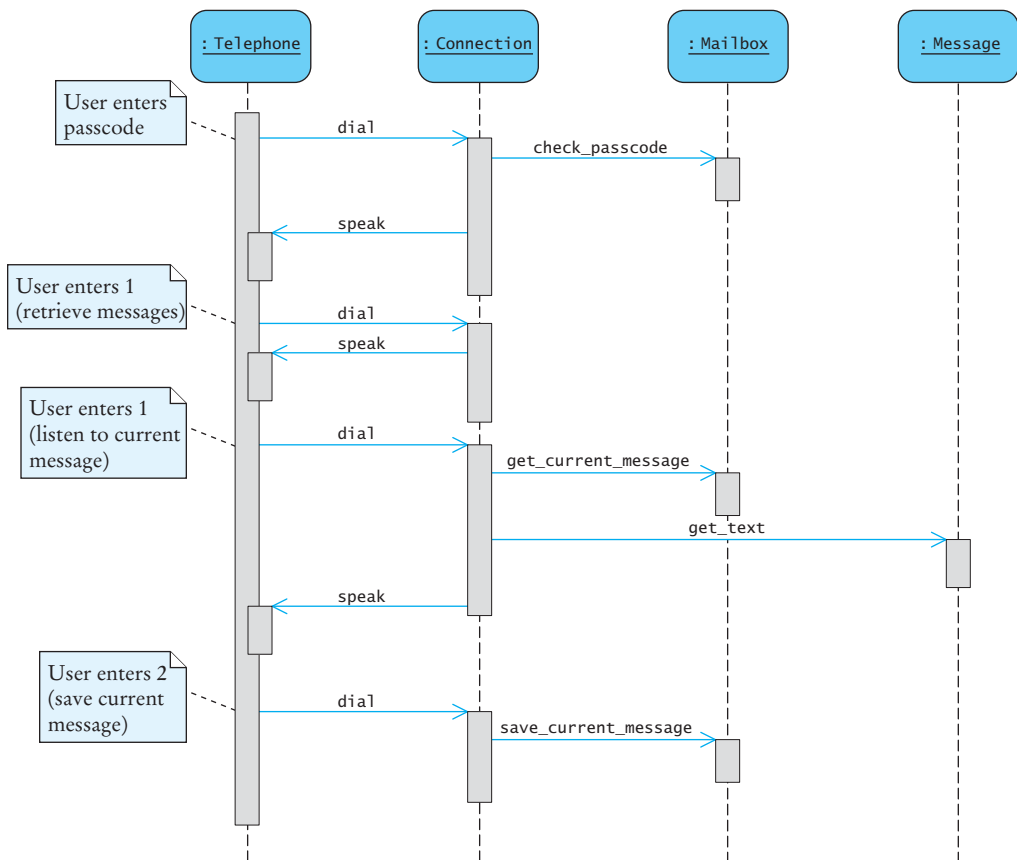 : Telephone
: Connection
: Mailbox
: Message
User enters
passcode
dial
check_passcode
speak
User enters 1
(retrieve messages)
dial
speak
User enters 1
(listen to current
message)
dial
get_current_message
get_text
speak
User enters 2
(save current
message)
dial
save_current_message